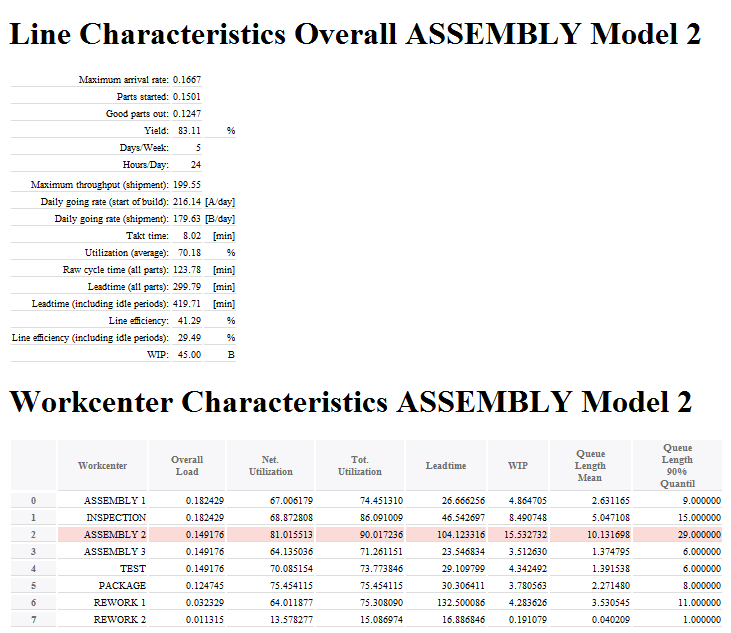 Line Characteristics Overall ASSEMBLY Model 2
Maximum arrival rate: 0.1667
Parts started: 0.1501
Good parts out: 0.1247
Yield: 83.11 %
Days/Week: 5
Hours/Day: 24
Maximum throughput (shipment): 199.55
Daily going rate (start of build): 216.14 [A/day]
Daily going rate (shipment): 179.63 [B/day]
Takt time: 8.02 [min]
Utilization (average): 70.18 %
Raw cycle time (all parts): 123.78 [min]
Leadtime (all parts): 299.79 [min]
Leadtime (including idle periods): 419.71 [min]
Line efficiency: 41.29 %
Line efficiency (including idle periods): 29.49 %
WIP: 45.00 B
Workcenter Characteristics ASSEMBLY Model 2
Workcenter Overall Load Net. Utilization Tot. Utilization Leadtime WIP Queue Length Mean Queue Length 90% Quantil
0 ASSEMBLY 1 0.182429 67.006179 74.451310 26.666256 4.864705 2.631165 9.000000
1 INSPECTION 0.182429 68.872808 86.091009 46.542697 8.490748 5.047108 15.000000
2 ASSEMBLY 2 0.149176 81.015513 90.017236 104.123316 15.532732 10.131698 29.000000
3 ASSEMBLY 3 0.149176 64.135036 71.261151 23.546834 3.512630 1.374795 6.000000
4 TEST 0.149176 70.085154 73.773846 29.109799 4.342492 1.391538 6.000000
5 PACKAGE 0.124745 75.454115 75.454115 30.306411 3.780563 2.271480 8.000000
6 REWORK 1 0.032329 64.011877 75.308090 132.500086 4.283626 3.530545 11.000000
7 REWORK 2 0.011315 13.578277 15.086974 16.886846 0.191079 0.040209 1.000000